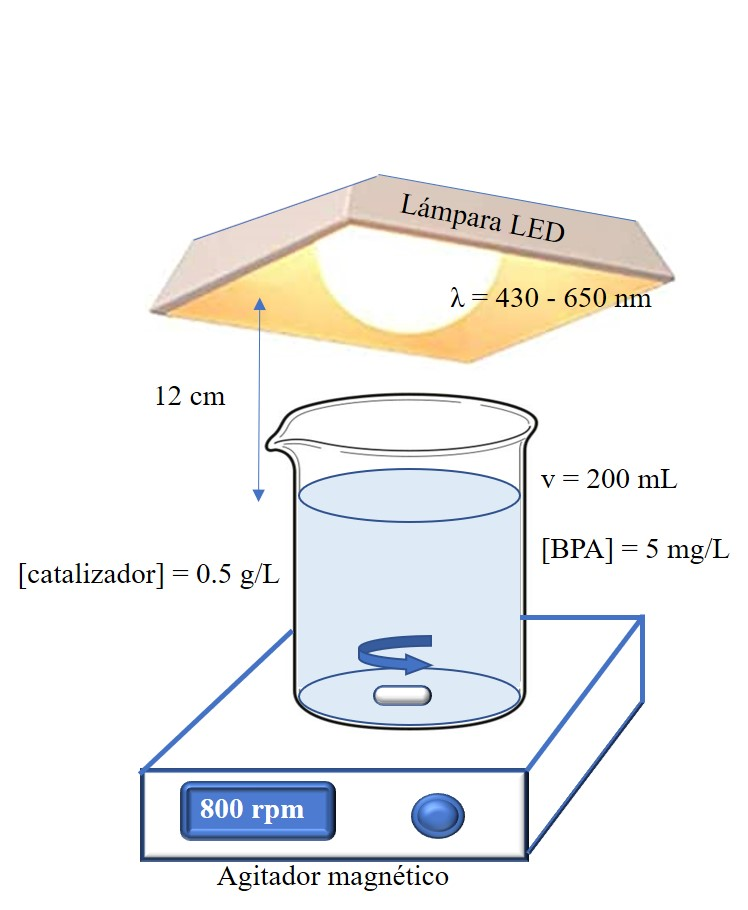 Lámpara LED
λ = 430 - 650 nm
12 cm
v = 200 mL
[BPA] = 5 mg/L
[catalizador] = 0.5 g/L
800 rpm
Agitador magnético